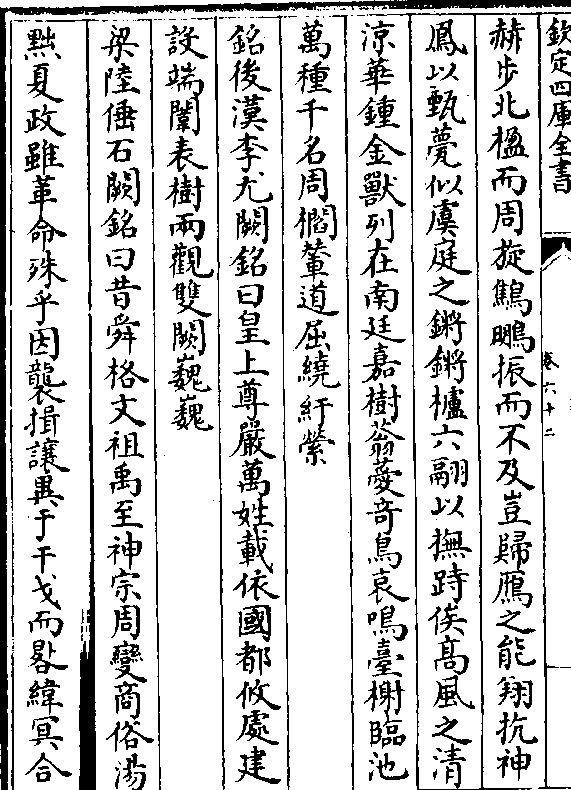 欽定四庫全書
卷六十二
赫步北楹而周旋鷦鵬振而不及豈歸鴈之能翔抗神
鳳以甄甍似虞庭之鏘鏘櫨六翮以撫跱俟高風之清
涼華鍾金獸列在南廷嘉樹蓊薆竒鳥哀鳴臺榭臨池
萬種千名周櫩輦道屈繞紆縈
銘後漢李尤闕銘曰皇上尊嚴萬姓載依國都攸處建
設端闈表樹兩觀雙闕巍巍
梁陸倕石闕銘曰昔舜格文祖禹至神宗周變商俗湯
黜夏政雖革命殊乎因襲揖讓異于干戈而晷緯冥合